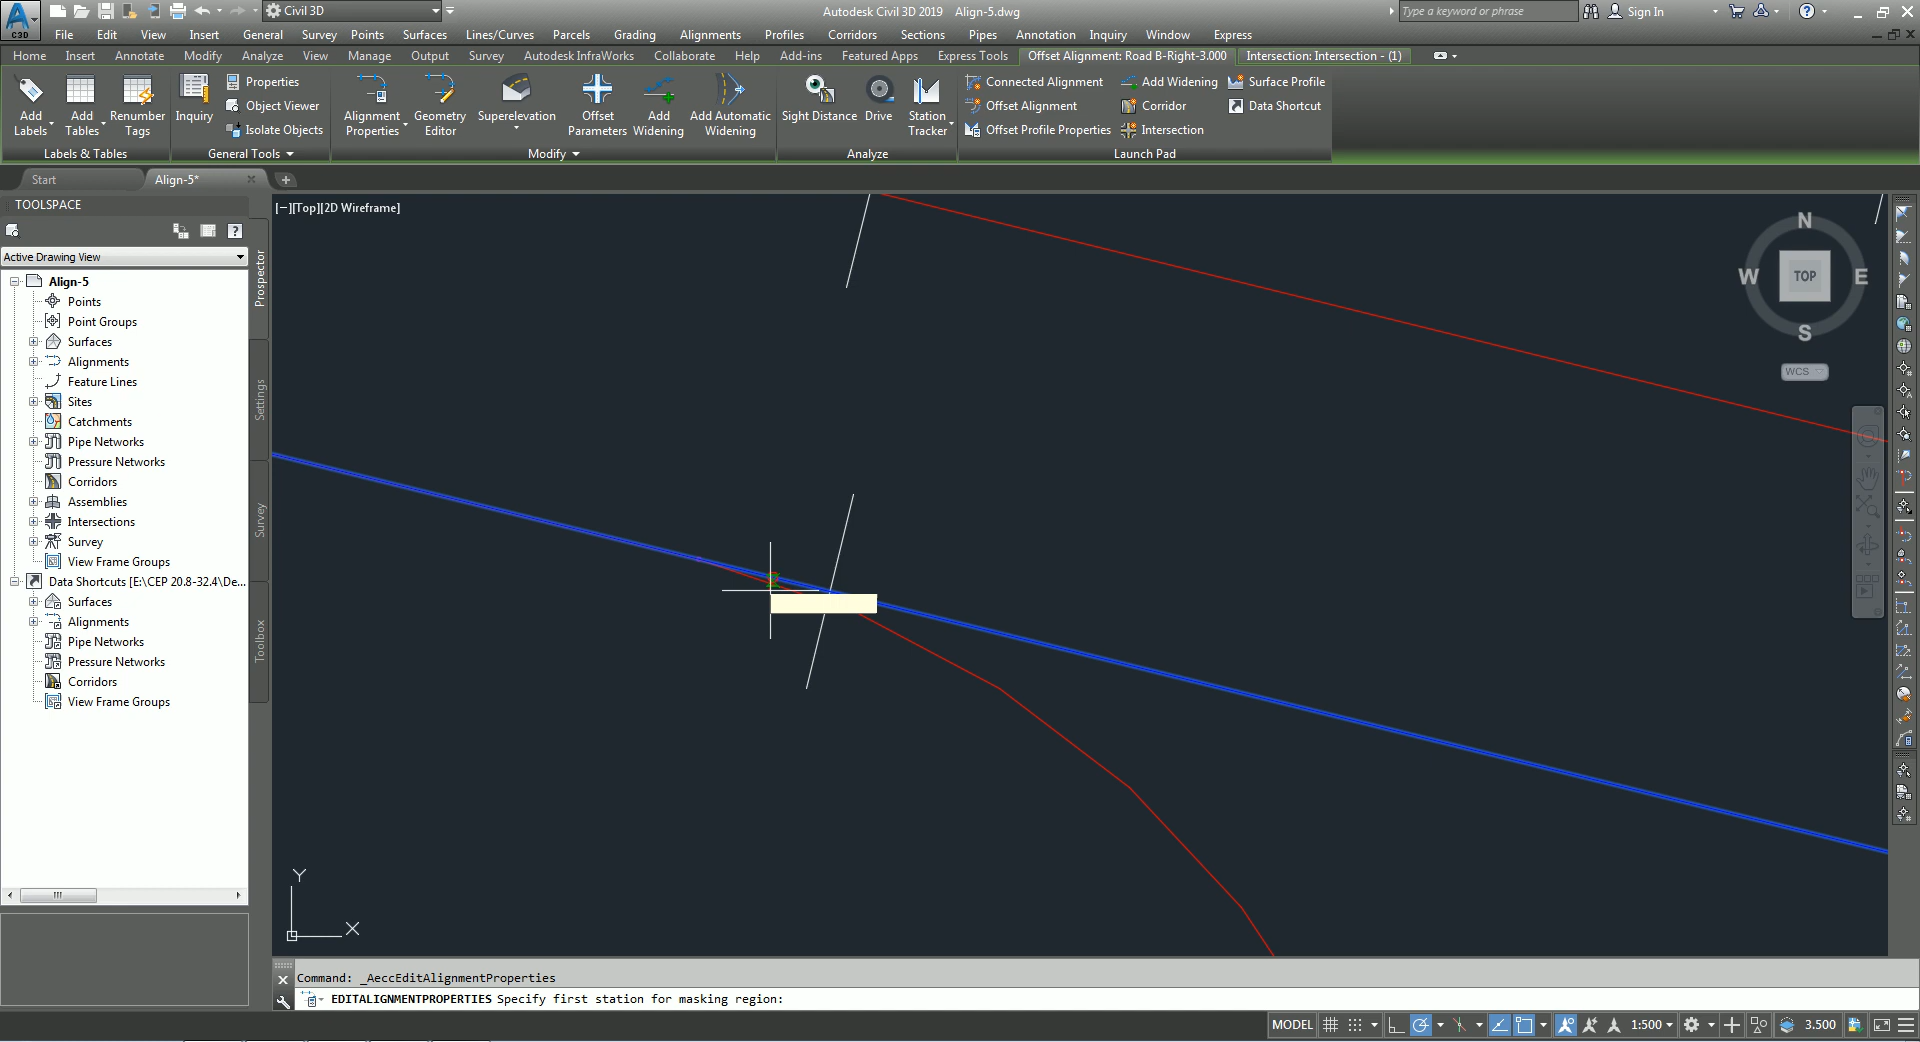 Civil 3D
Autodesk Civil 3D 2019 Align-5.dwg
Type a keyword or phrase
Sign In
C3D
File Edit View Insert General Survey Points Surfaces Lines/Curves Parcels Grading Alignments Profiles Corridors Sections Pipes Annotation Inquiry Window Express
Home Insert Annotate Modify Analyze View Manage Output Survey Autodesk InfraWorks Collaborate Help Add-ins Featured Apps Express Tools Offset Alignment: Road B-Right-3.000 Intersection: Intersection - (1)
Add Labels
Add Tables
Renumber Tags
Inquiry
Properties
Object Viewer
Isolate Objects
Alignment Properties
Geometry Editor
Superelevation
Offset Parameters
Add Widening
Add Automatic Widening
Sight Distance
Drive
Station Tracker
Connected Alignment
Offset Alignment
Offset Profile Properties
Add Widening
Corridor
Intersection
Surface Profile
Data Shortcut
Labels & Tables
General Tools
Modify
Analyze
Launch Pad
Start
Align-5*
TOOLSPACE
Active Drawing View
Align-5
Points
Point Groups
Surfaces
Alignments
Feature Lines
Sites
Catchments
Pipe Networks
Pressure Networks
Corridors
Assemblies
Intersections
Survey
View Frame Groups
Data Shortcuts [E:\CEP 20.8-32.4\De...
Surfaces
Alignments
Pipe Networks
Pressure Networks
Corridors
View Frame Groups
Prospector
Settings
Survey
Toolbox
[−][Top][2D Wireframe]
N
W
TOP
E
S
WCS
Y
X
Command: _AeccEditAlignmentProperties
EDITALIGNMENTPROPERTIES Specify first station for masking region:
MODEL
1:500
3.500